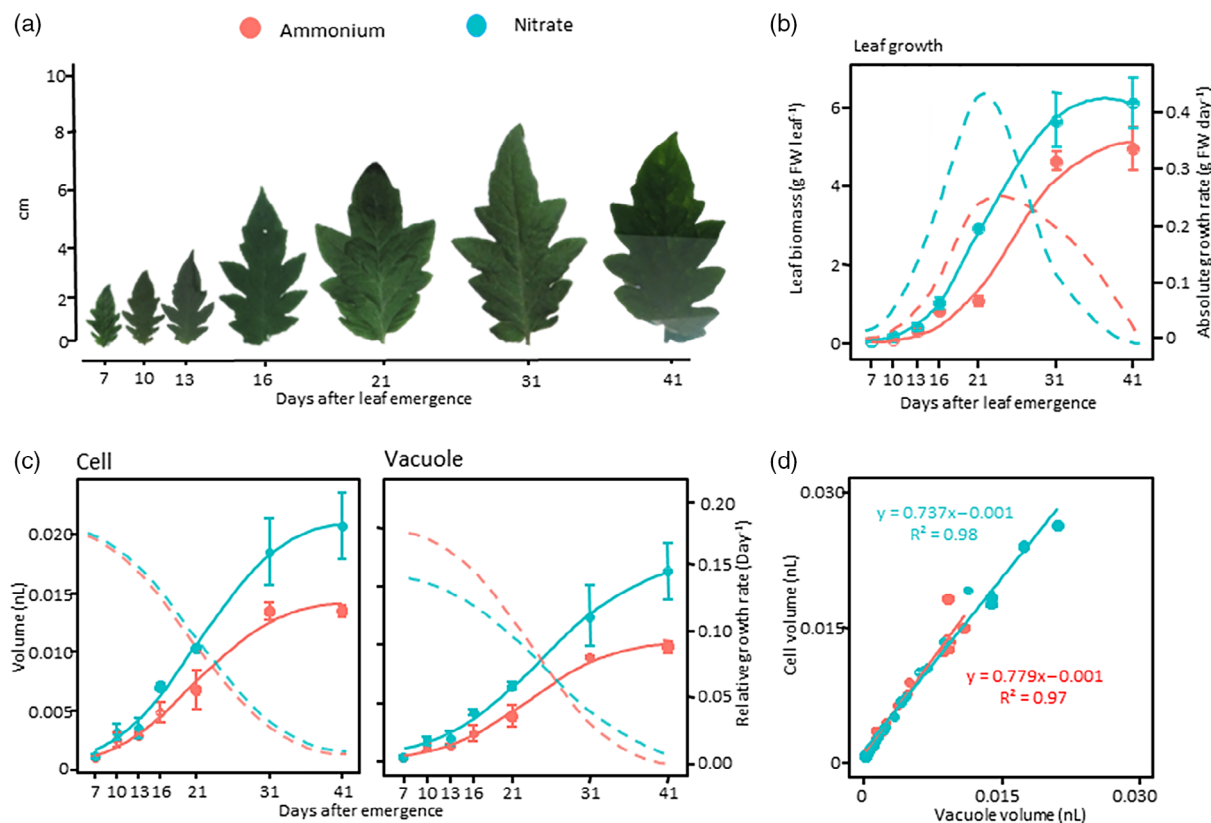 (a)
Ammonium
Nitrate
10
8
6
4
2
0
cm
7 10 13 16 21 31 41
Days after leaf emergence
(b)
Leaf growth
6
4
2
0
Leaf biomass (g FW leaf⁻¹)
0.4
0.3
0.2
0.1
0
Absolute growth rate (g FW day⁻¹)
7 10 13 16 21 31 41
Days after leaf emergence
(c)
Cell
Vacuole
0.020
0.015
0.010
0.005
0
Volume (nL)
0.20
0.15
0.10
0.05
0.00
Relative growth rate (Day⁻¹)
7 10 13 16 21 31 41
7 10 13 16 21 31 41
Days after emergence
(d)
0.030
0.015
0
Cell volume (nL)
y = 0.737x−0.001
R² = 0.98
y = 0.779x−0.001
R² = 0.97
0 0.015 0.030
Vacuole volume (nL)